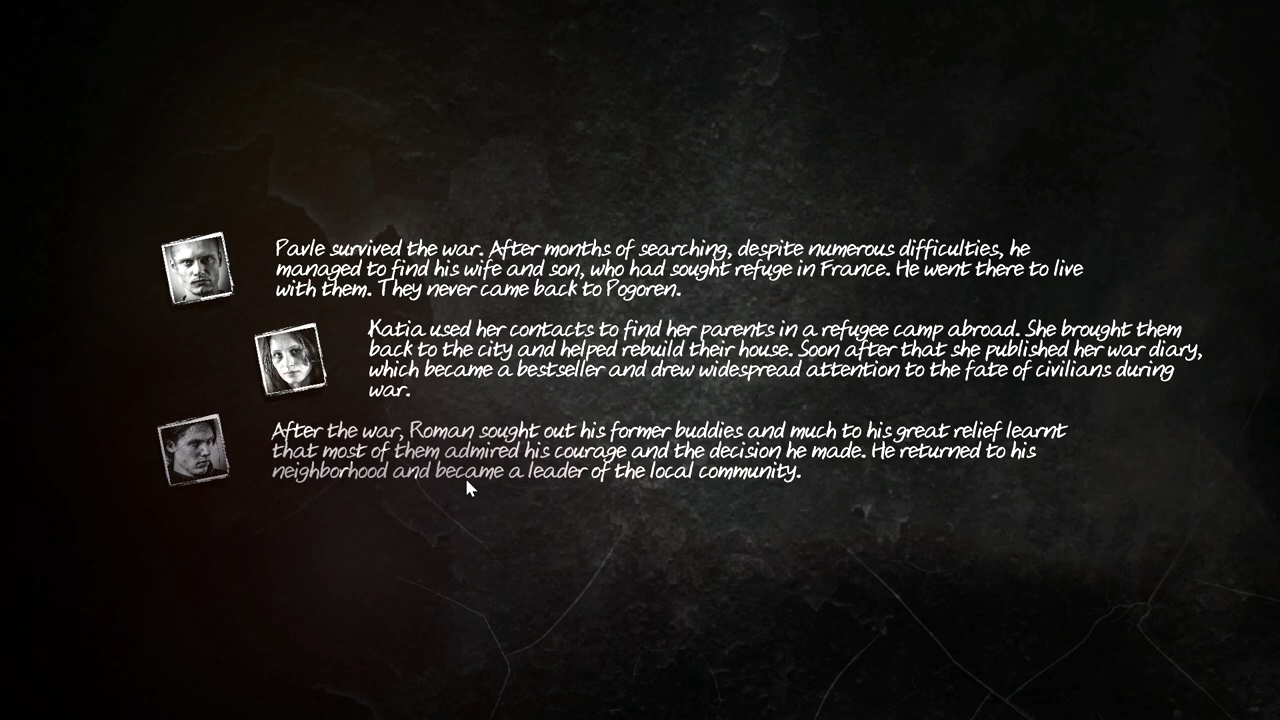 Pavle survived the war. After months of searching, despite numerous difficulties, he
managed to find his wife and son, who had sought refuge in France. He went there to live
with them. They never came back to Pogoren.
Katia used her contacts to find her parents in a refugee camp abroad. She brought them
back to the city and helped rebuild their house. Soon after that she published her war diary,
which became a bestseller and drew widespread attention to the fate of civilians during
war.
After the war, Roman sought out his former buddies and much to his great relief learnt
that most of them admired his courage and the decision he made. He returned to his
neighborhood and became a leader of the local community.